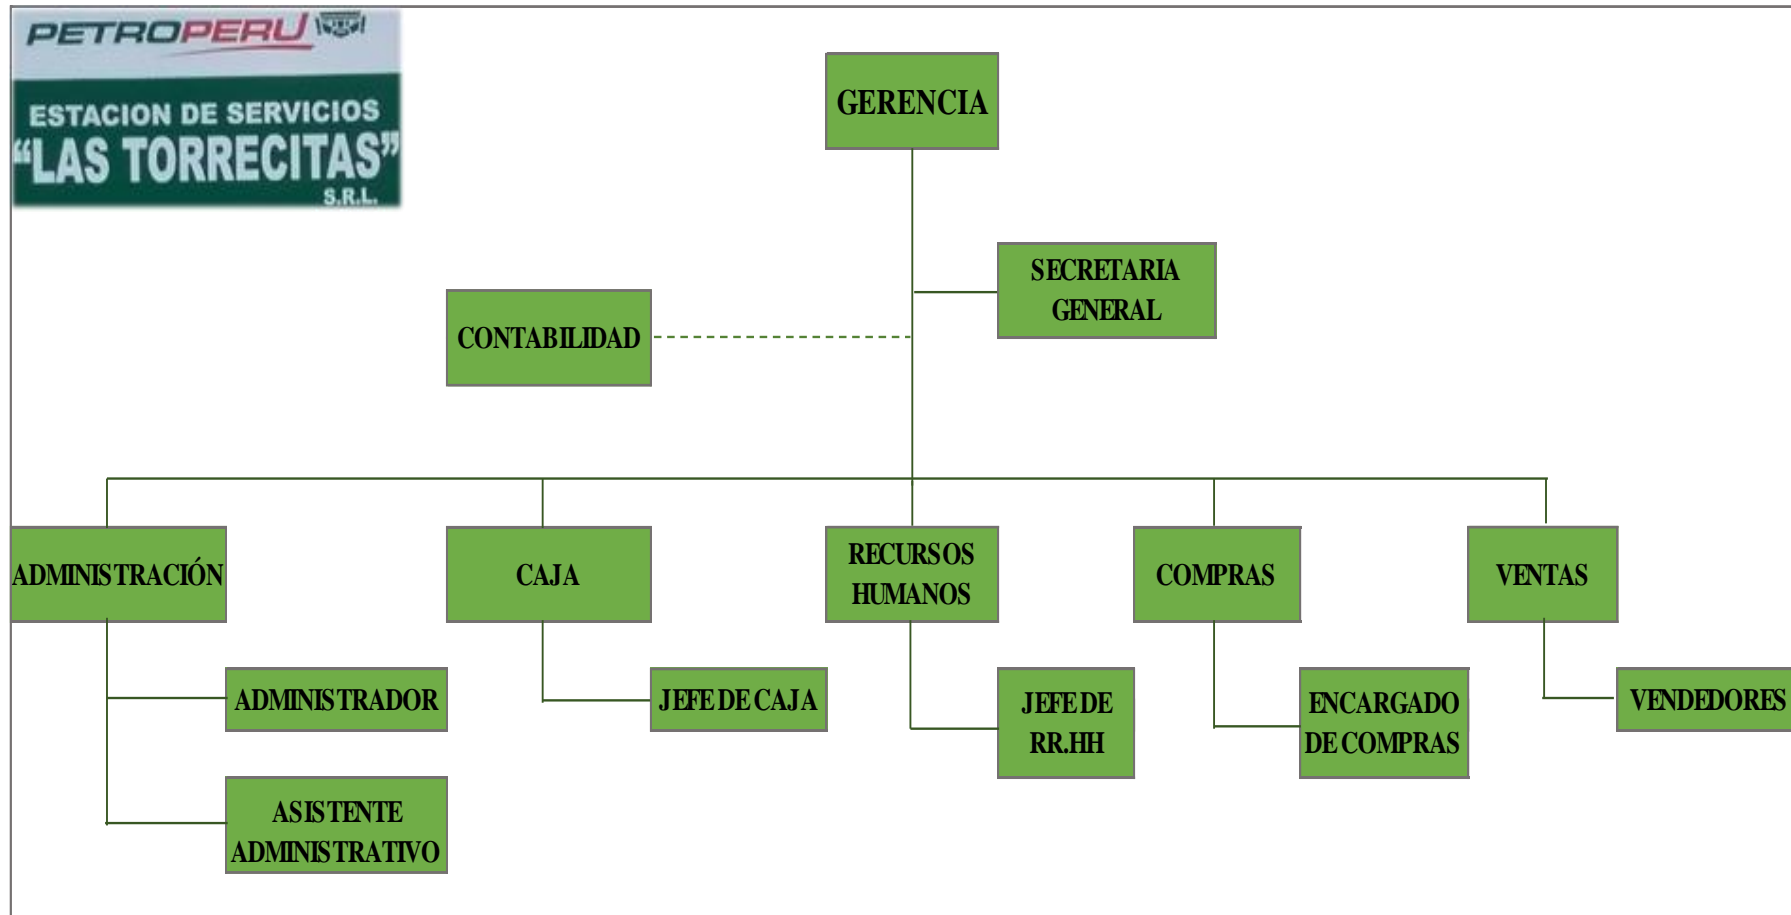 PETROPERU
ESTACION DE SERVICIOS
“LAS TORRECITAS”
S.R.L.
GERENCIA
SECRETARIA
GENERAL
CONTABILIDAD
ADMINISTRACIÓN
CAJA
RECURSOS
HUMANOS
COMPRAS
VENTAS
ADMINISTRADOR
JEFE DE CAJA
JEFE DE
RR.HH
ENCARGADO
DE COMPRAS
VENDEDORES
ASISTENTE
ADMINISTRATIVO